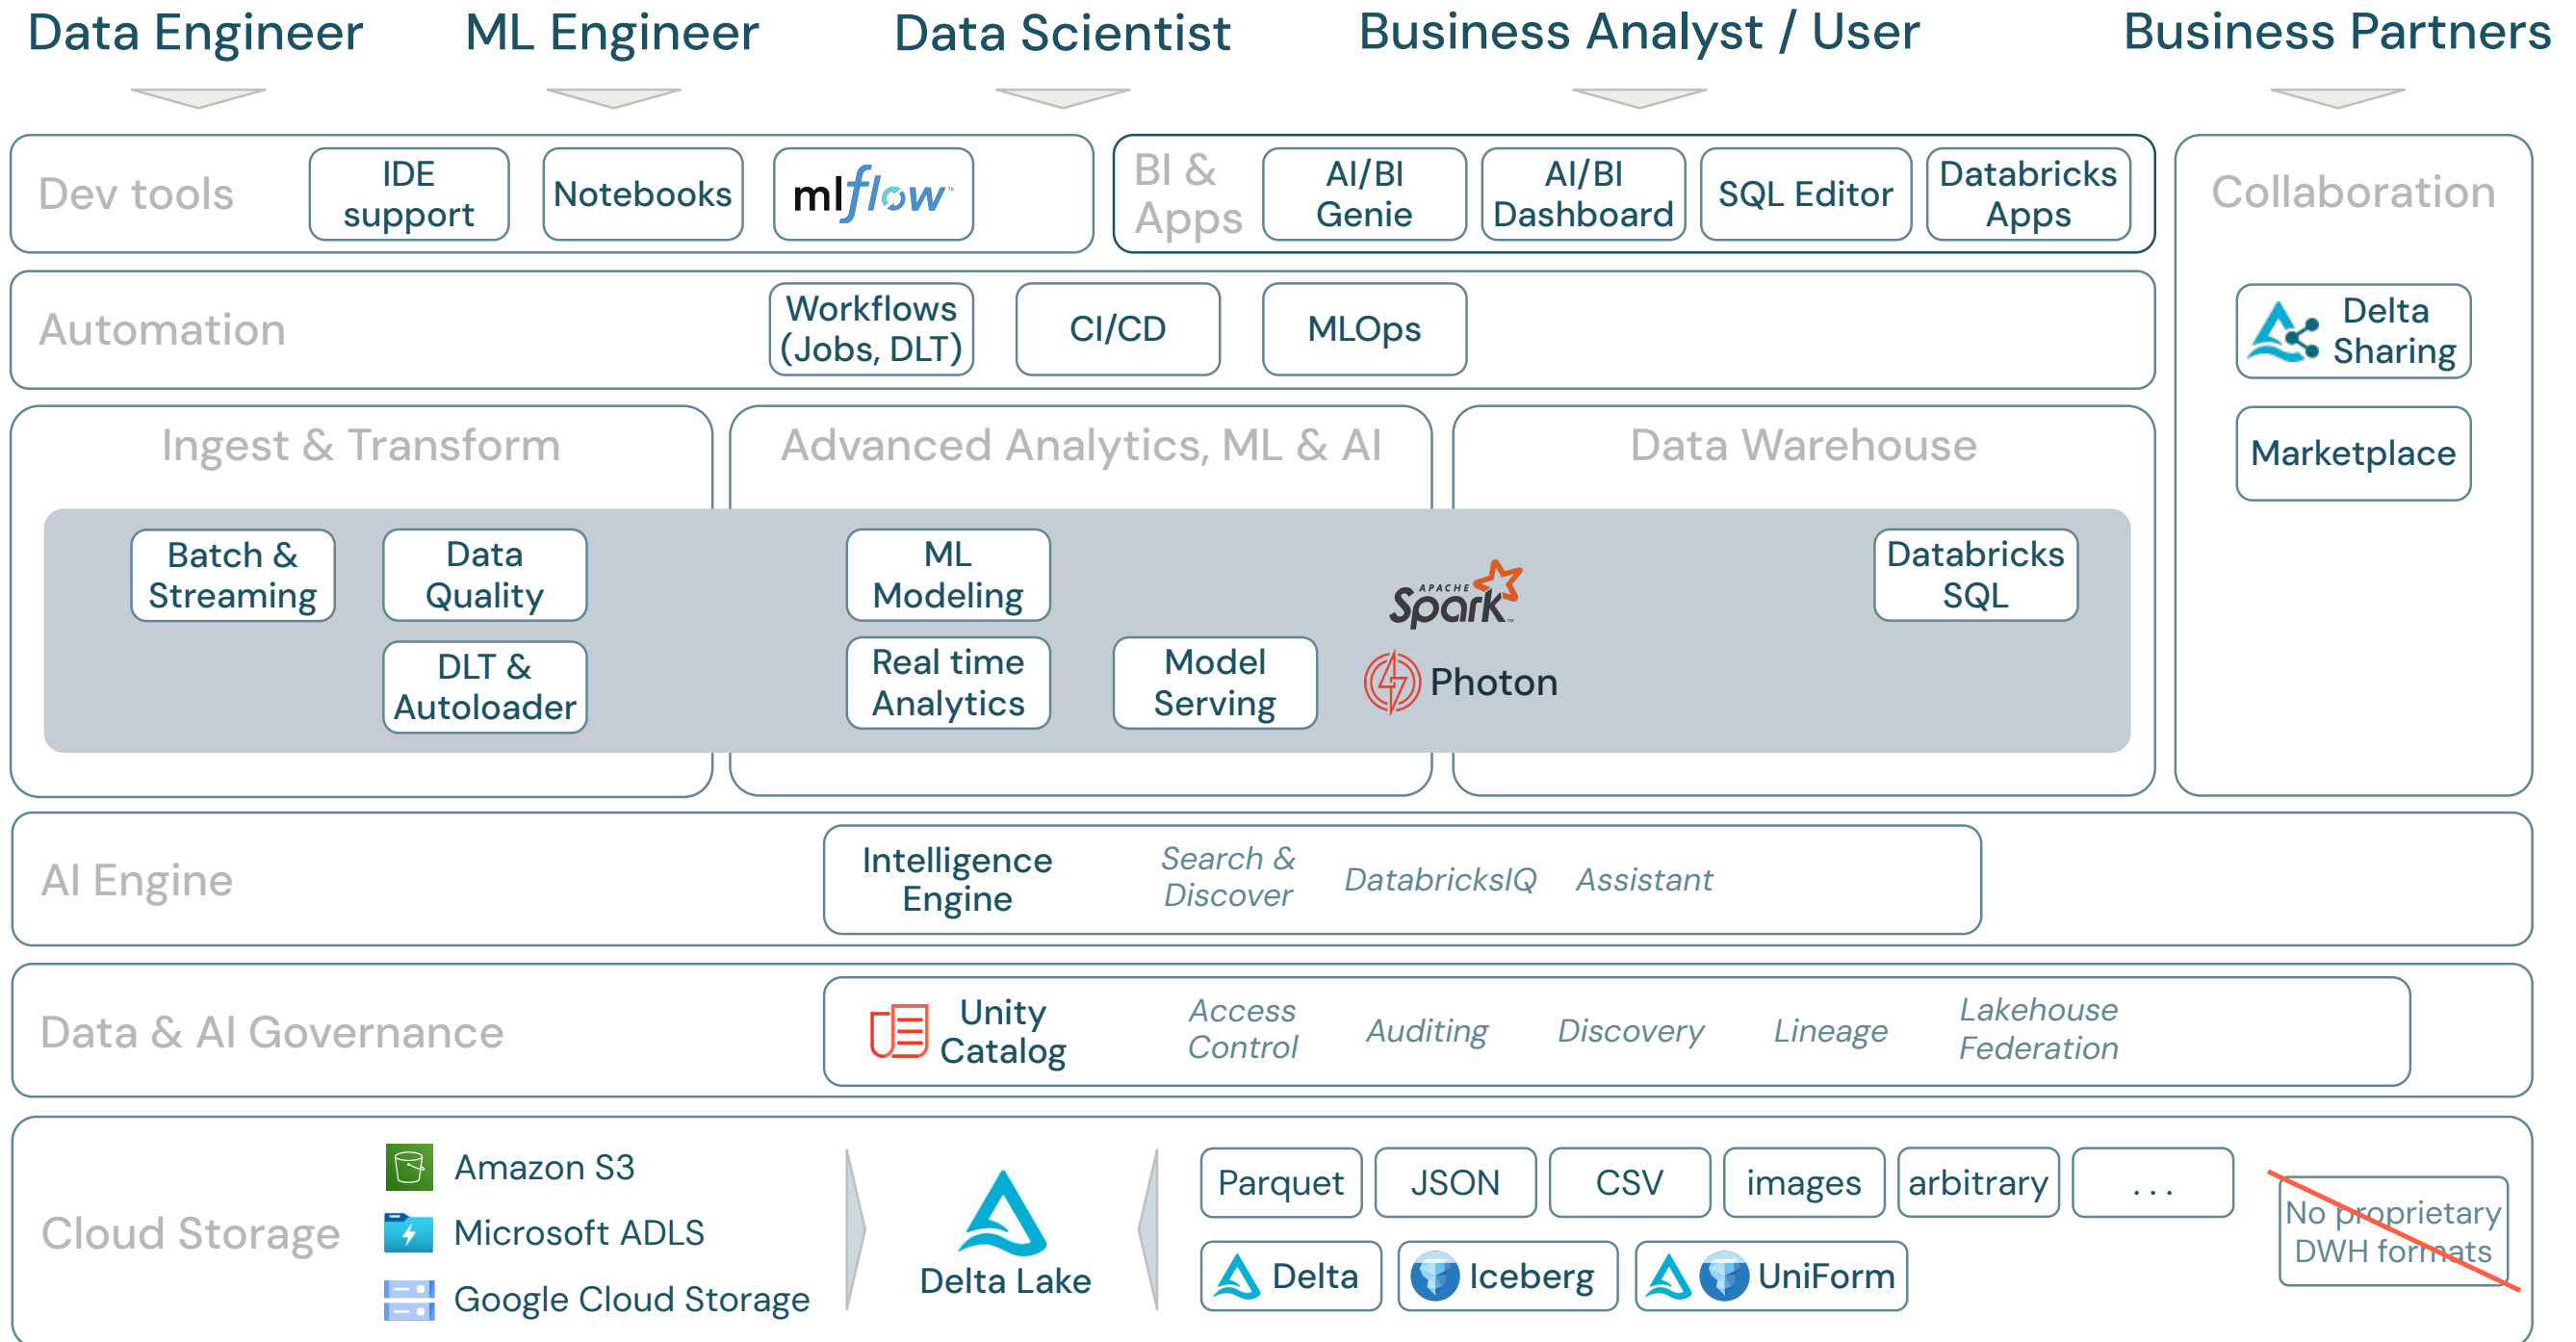 Data Engineer
ML Engineer
Data Scientist
Business Analyst / User
Business Partners
Dev tools
IDE
support
Notebooks
mlflow™
BI &
Apps
AI/BI
Genie
AI/BI
Dashboard
SQL Editor
Databricks
Apps
Collaboration
Delta
Sharing
Marketplace
Automation
Workflows
(Jobs, DLT)
CI/CD
MLOps
Ingest & Transform
Batch &
Streaming
Data
Quality
DLT &
Autoloader
Advanced Analytics, ML & AI
ML
Modeling
Real time
Analytics
Model
Serving
APACHE
Spark™
Photon
Data Warehouse
Databricks
SQL
AI Engine
Intelligence
Engine
Search &
Discover
DatabricksIQ
Assistant
Data & AI Governance
Unity
Catalog
Access
Control
Auditing
Discovery
Lineage
Lakehouse
Federation
Cloud Storage
Amazon S3
Microsoft ADLS
Google Cloud Storage
Delta Lake
Parquet
JSON
CSV
images
arbitrary
...
Delta
Iceberg
UniForm
No proprietary
DWH formats